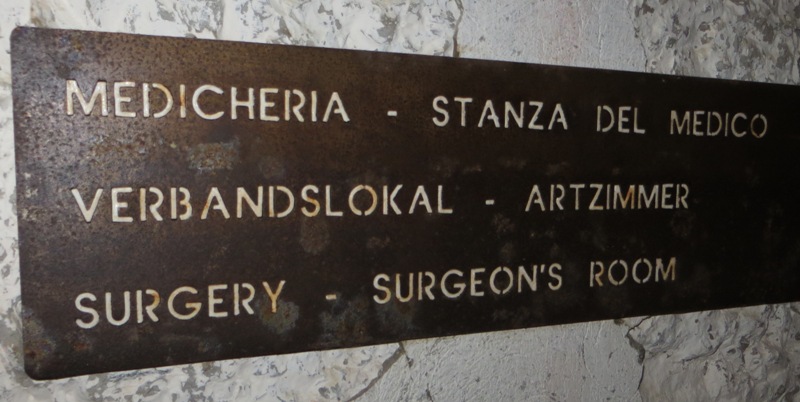 MEDICHERIA - STANZA DEL MEDICO
VERBANDSLOKAL - ARTZIMMER
SURGERY - SURGEON'S ROOM